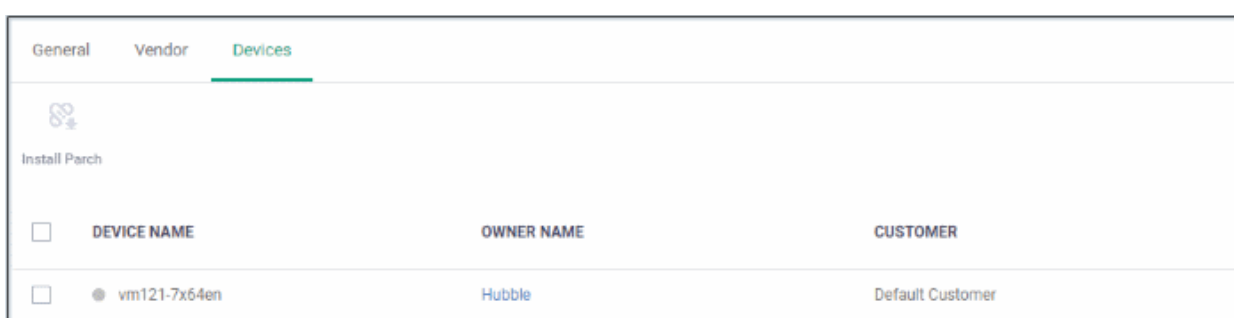 General Vendor Devices
Install Parch
DEVICE NAME OWNER NAME CUSTOMER
vm121-7x64en Hubble Default Customer